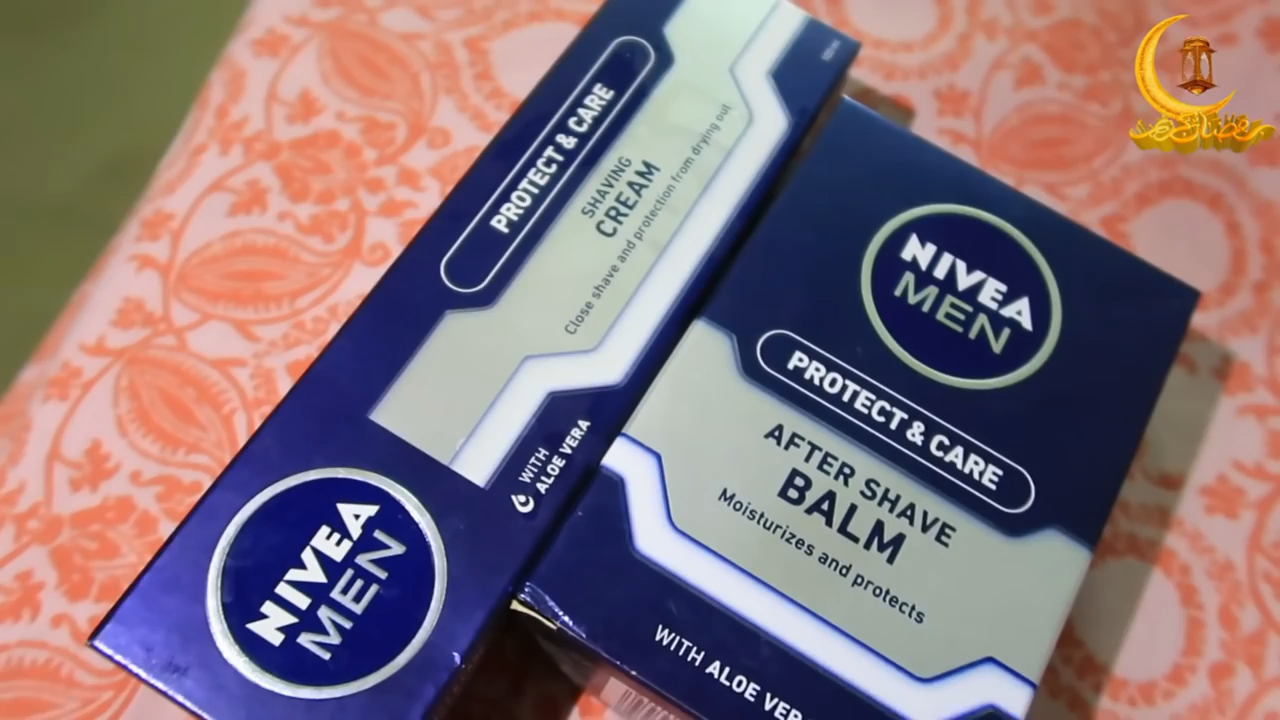 PROTECT & CARE
SHAVING
CREAM
Close shave and protection from drying out
WITH
ALOE VERA
NIVEA
MEN
NIVEA
MEN
PROTECT & CARE
AFTER SHAVE
BALM
Moisturizes and protects
WITH ALOE VER